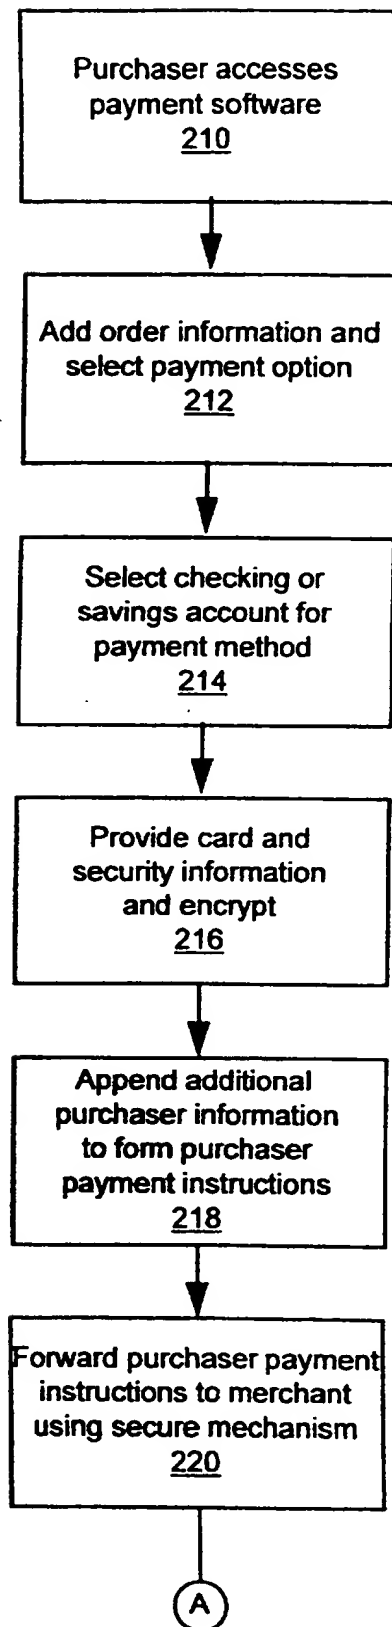 Purchaser accesses
payment software
210
Add order information and
select payment option
212
Select checking or
savings account for
payment method
214
Provide card and
security information
and encrypt
216
Append additional
purchaser information
to form purchaser
payment instructions
218
Forward purchaser payment
instructions to merchant
using secure mechanism
220
A